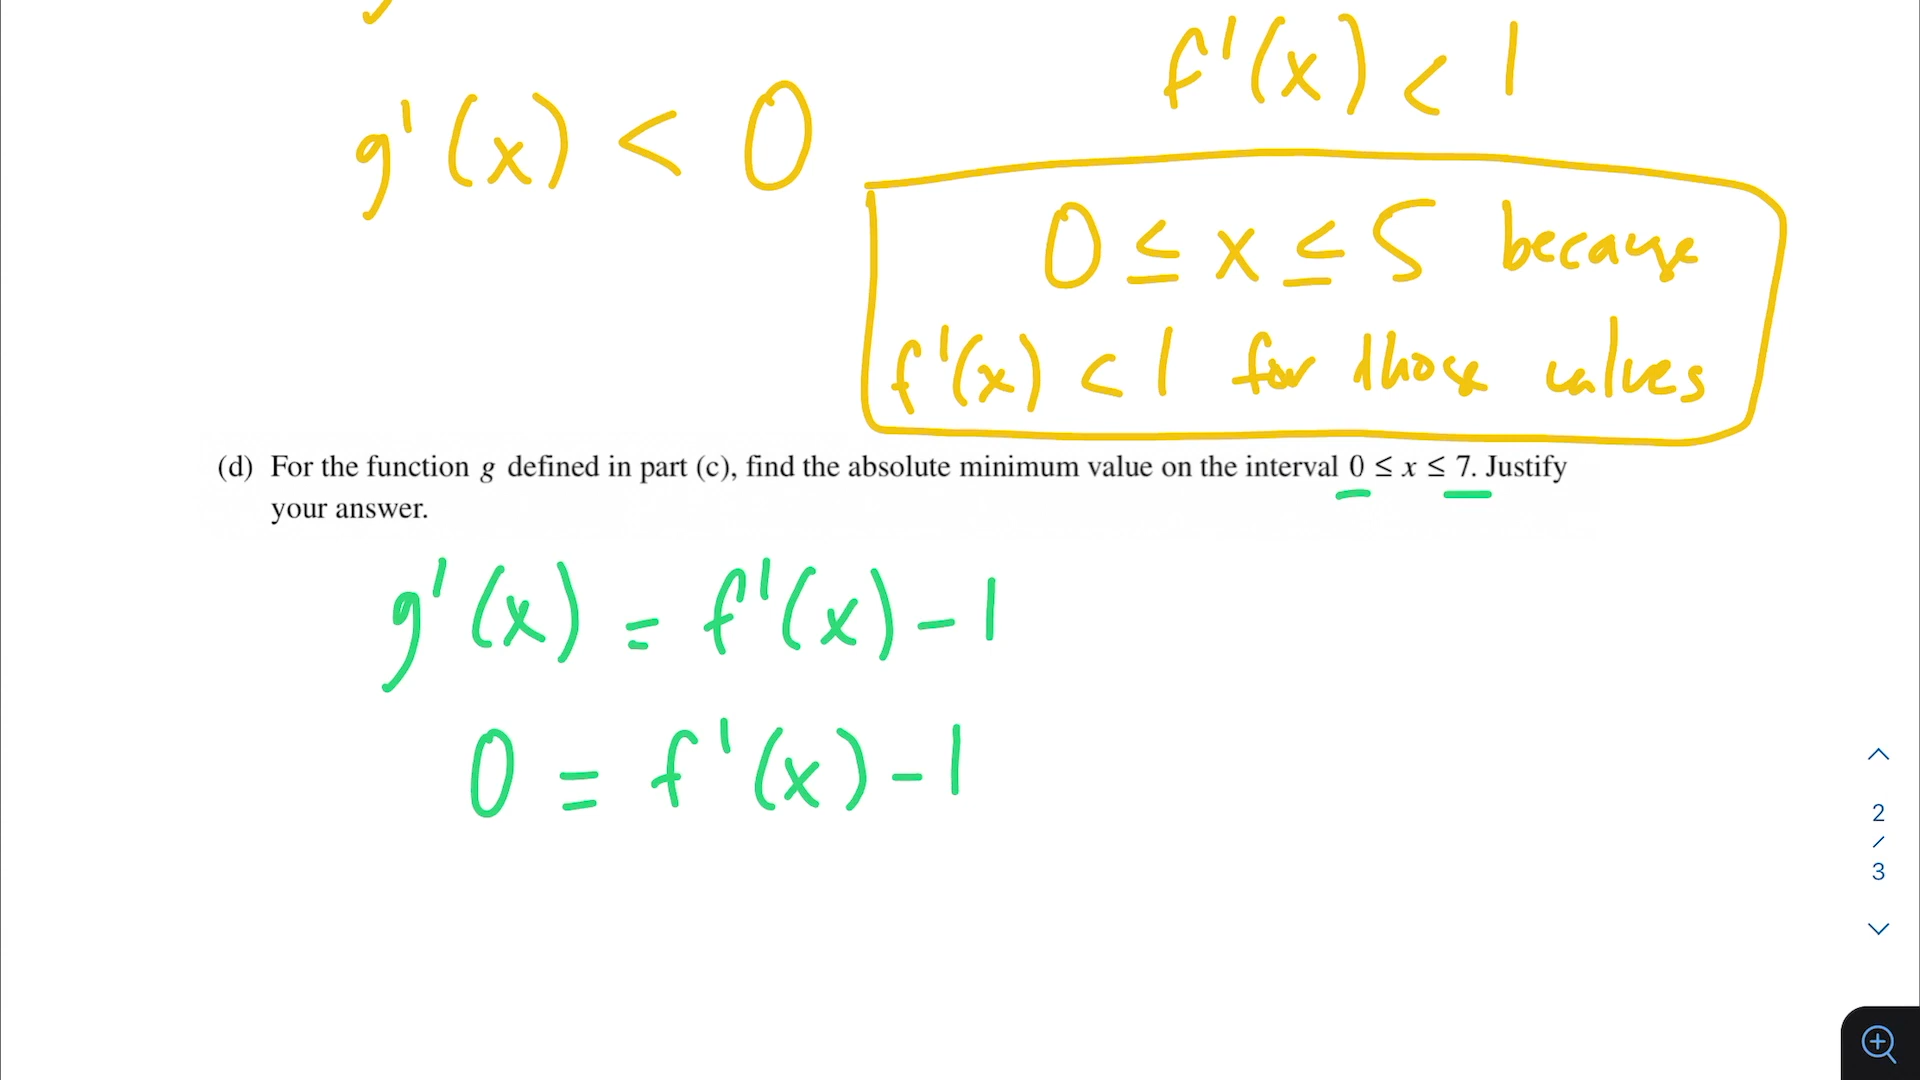 f'(x) < 1
g'(x) < 0
0 ≤ x ≤ 5 because
f'(x) < 1 for those values
(d) For the function g defined in part (c), find the absolute minimum value on the interval 0 ≤ x ≤ 7. Justify
your answer.
g'(x) = f'(x) - 1
0 = f'(x) - 1
2
/
3